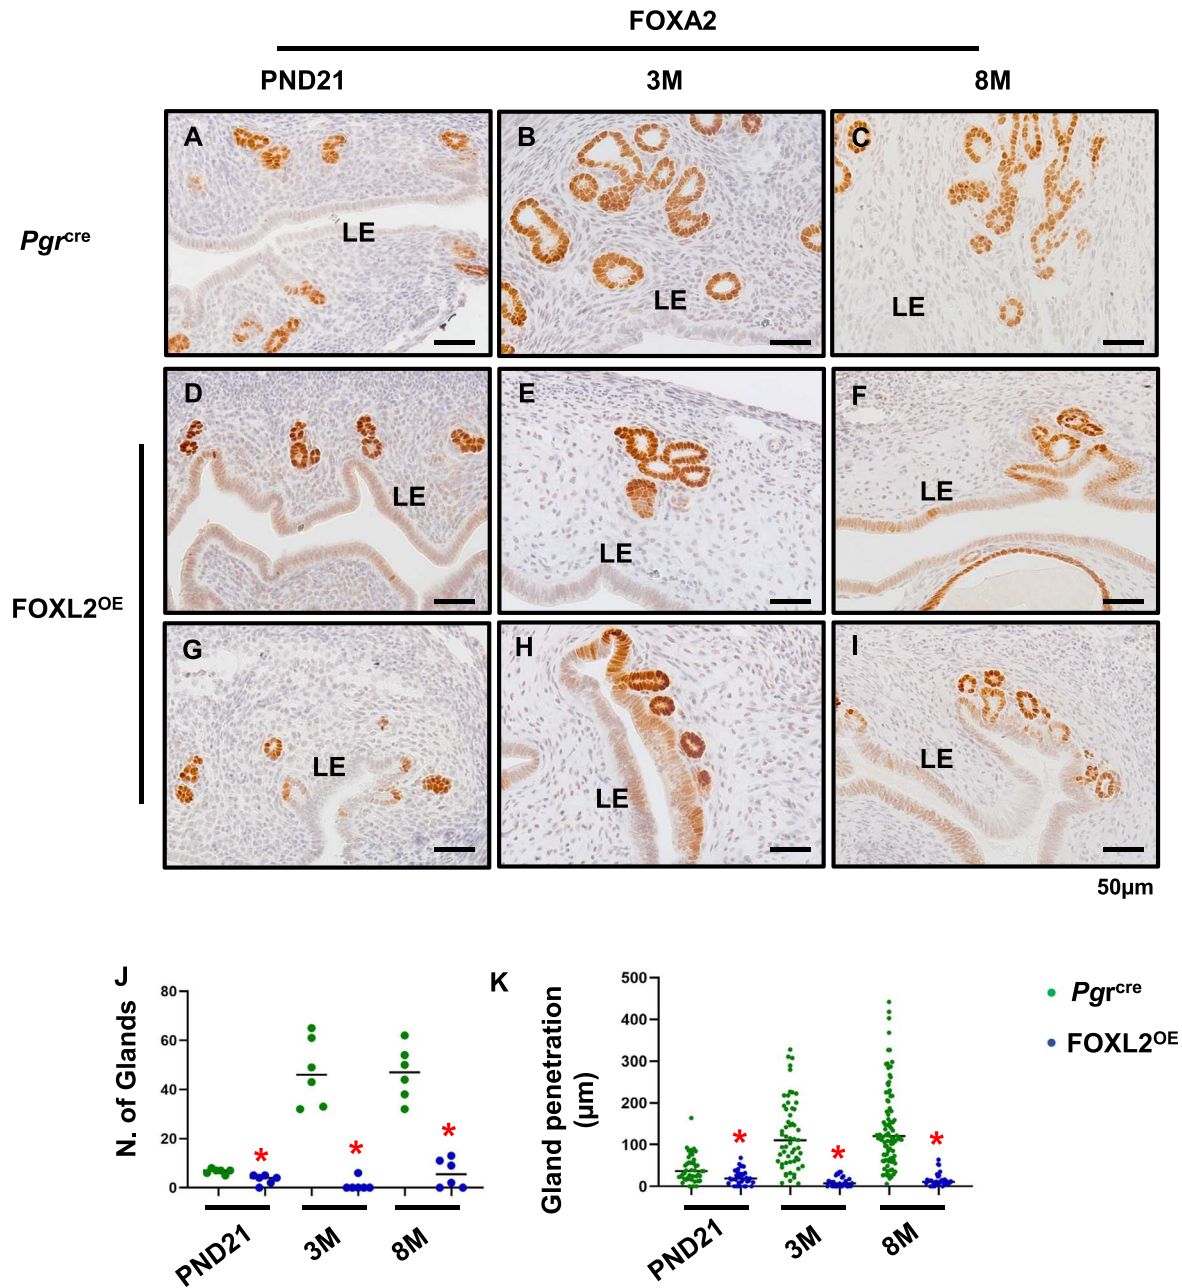 FOXA2
PND21 3M 8M
Pgrcre
A B C
LE LE LE
FOXL2OE
D E F
LE LE LE
G H I
LE LE LE
50μm
J
N. of Glands
80
60
40
20
0
PND21 3M 8M
K
Gland penetration
(μm)
500
400
300
200
100
0
PND21 3M 8M
* * *
* * *
Pgrcre
FOXL2OE